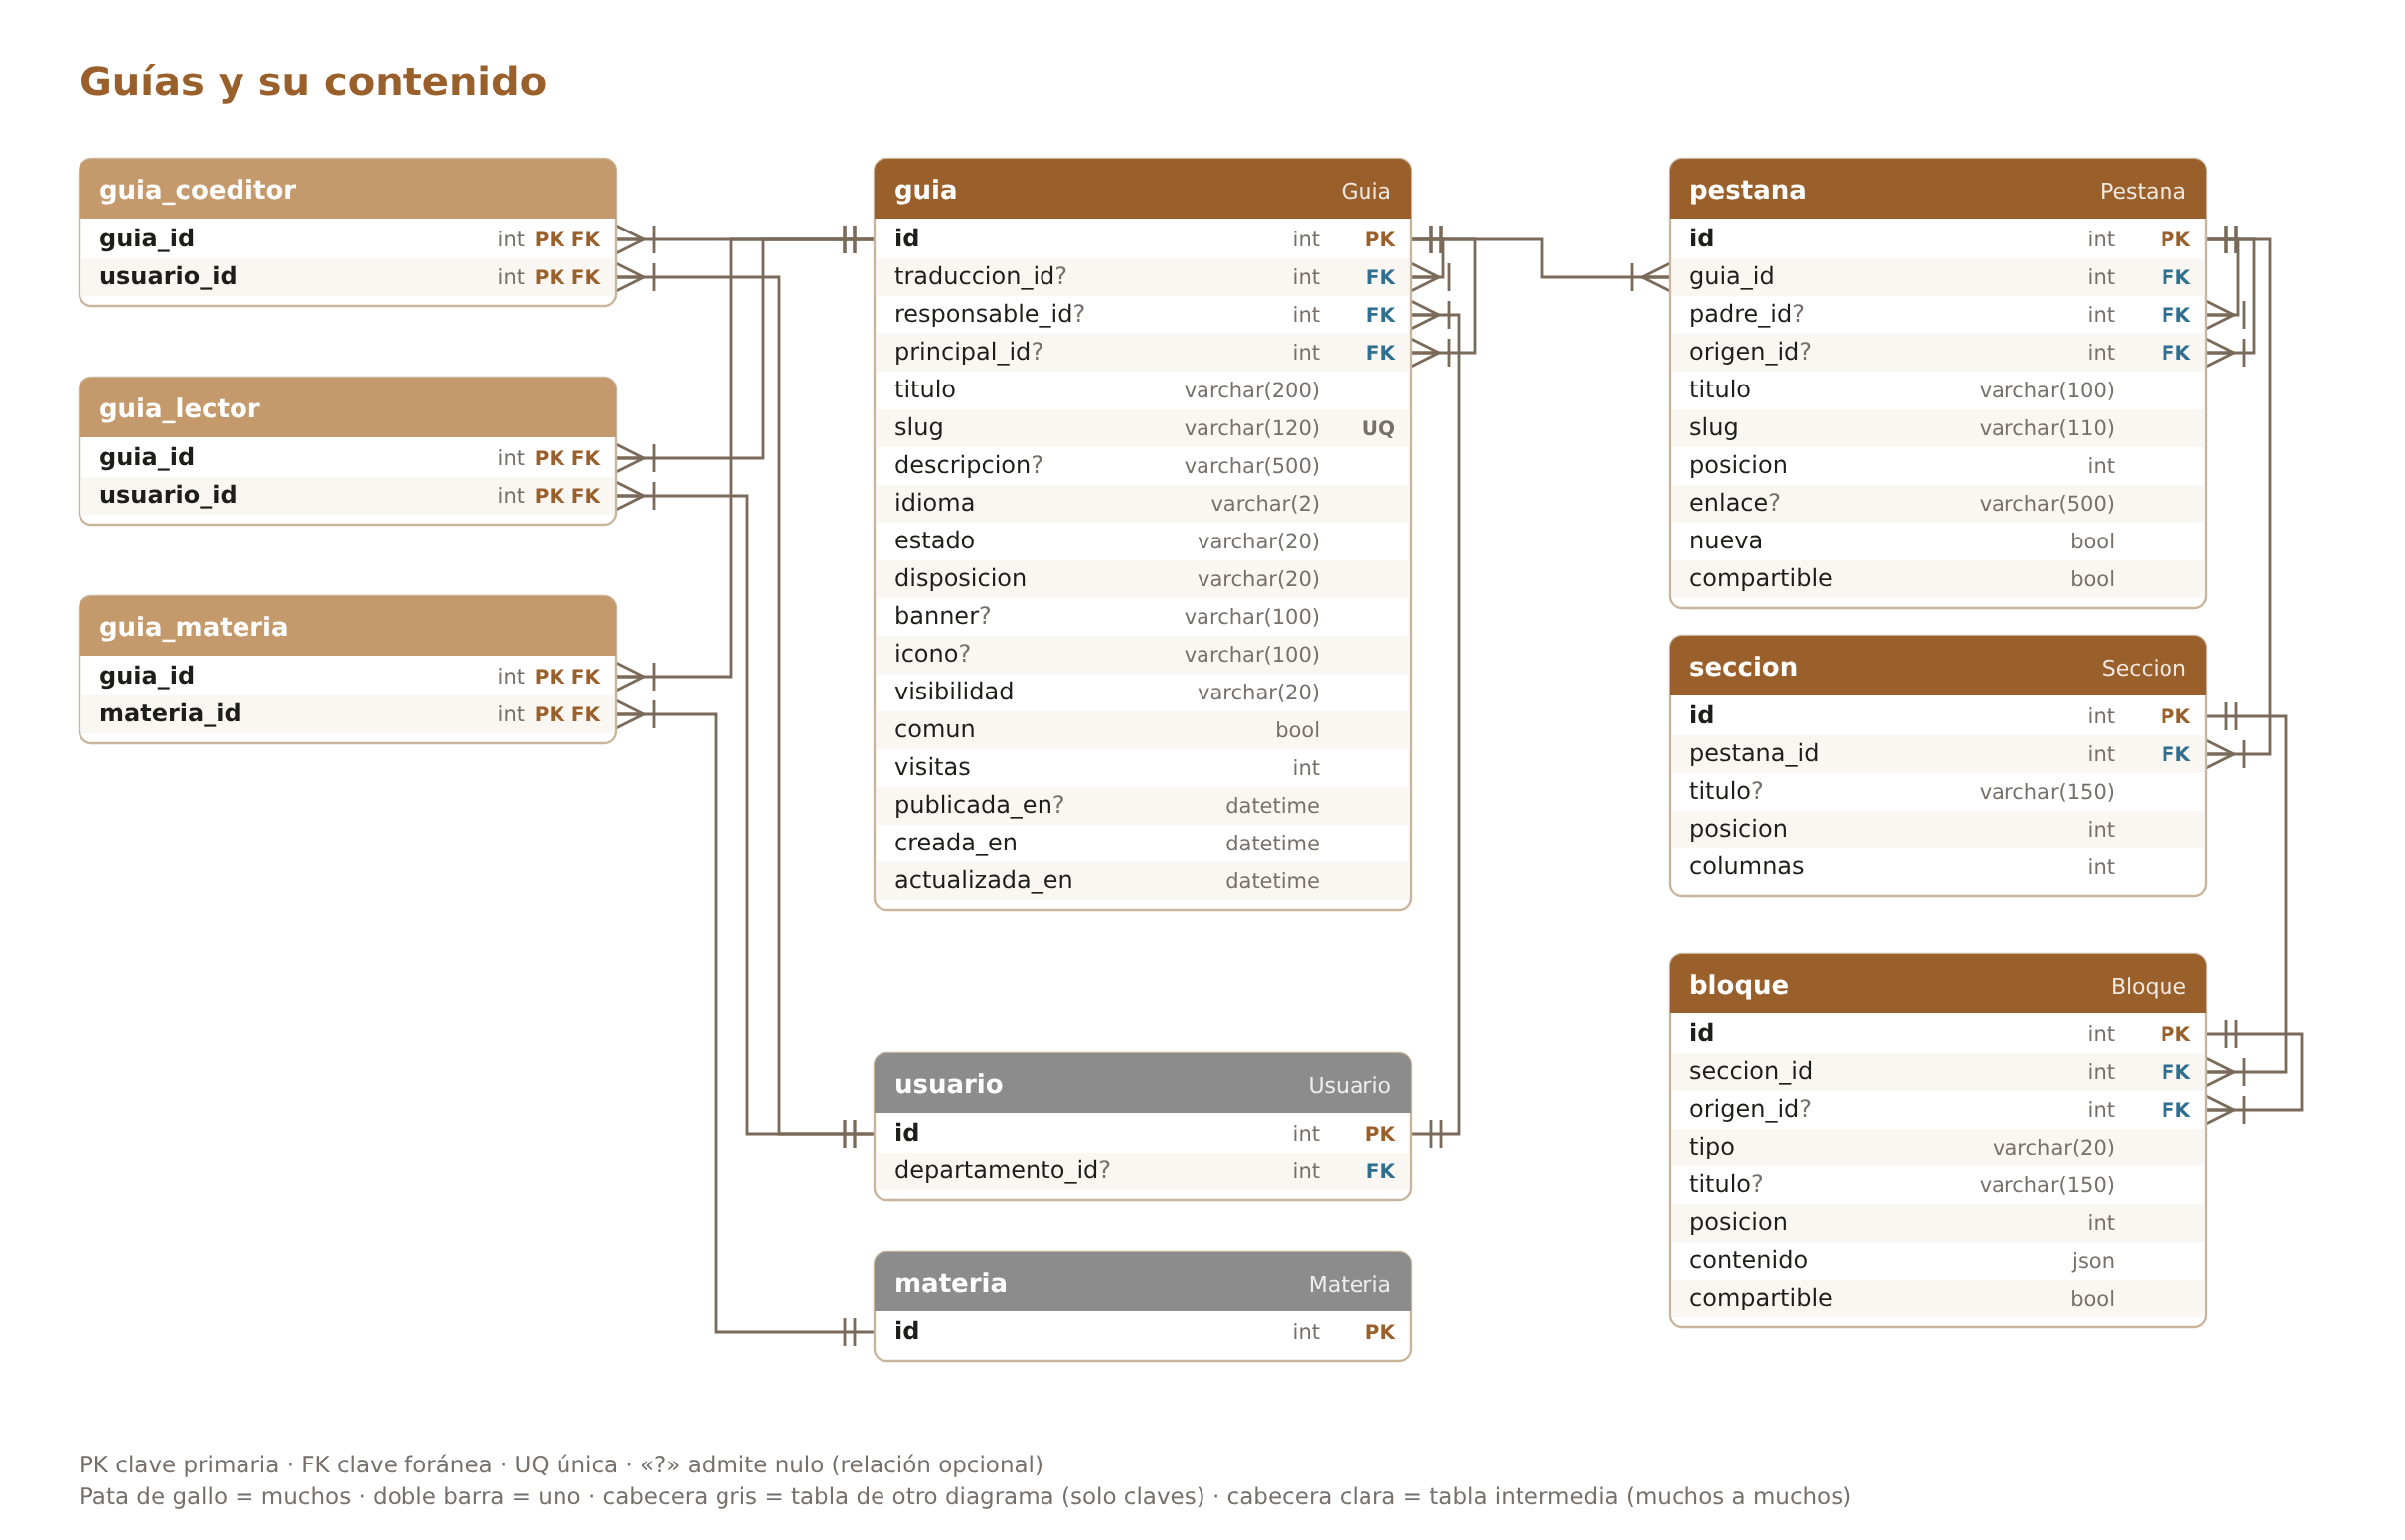 Guías y su contenido
guia_coeditor
guia_id int PK FK
usuario_id int PK FK
guia_lector
guia_id int PK FK
usuario_id int PK FK
guia_materia
guia_id int PK FK
materia_id int PK FK
guia Guia
id int PK
traduccion_id? int FK
responsable_id? int FK
principal_id? int FK
titulo varchar(200)
slug varchar(120) UQ
descripcion? varchar(500)
idioma varchar(2)
estado varchar(20)
disposicion varchar(20)
banner? varchar(100)
icono? varchar(100)
visibilidad varchar(20)
comun bool
visitas int
publicada_en? datetime
creada_en datetime
actualizada_en datetime
usuario Usuario
id int PK
departamento_id? int FK
materia Materia
id int PK
pestana Pestana
id int PK
guia_id int FK
padre_id? int FK
origen_id? int FK
titulo varchar(100)
slug varchar(110)
posicion int
enlace? varchar(500)
nueva bool
compartible bool
seccion Seccion
id int PK
pestana_id int FK
titulo? varchar(150)
posicion int
columnas int
bloque Bloque
id int PK
seccion_id int FK
origen_id? int FK
tipo varchar(20)
titulo? varchar(150)
posicion int
contenido json
compartible bool
PK clave primaria · FK clave foránea · UQ única · «?» admite nulo (relación opcional)
Pata de gallo = muchos · doble barra = uno · cabecera gris = tabla de otro diagrama (solo claves) · cabecera clara = tabla intermedia (muchos a muchos)